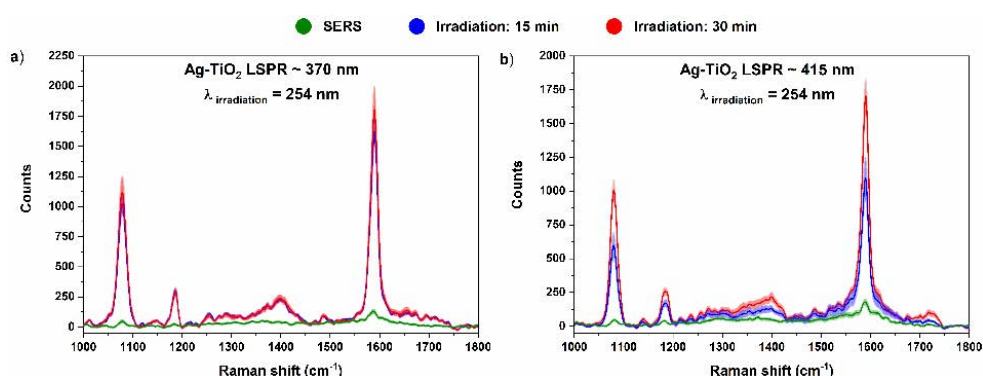 SERS Irradiation: 15 min Irradiation: 30 min
a)
Ag-TiO₂ LSPR ~ 370 nm
λ irradiation = 254 nm
Counts
2250
2000
1750
1500
1250
1000
750
500
250
0
1000 1100 1200 1300 1400 1500 1600 1700 1800
Raman shift (cm⁻¹)
b)
Ag-TiO₂ LSPR ~ 415 nm
λ irradiation = 254 nm
Counts
2000
1750
1500
1250
1000
750
500
250
0
1000 1100 1200 1300 1400 1500 1600 1700 1800
Raman shift (cm⁻¹)